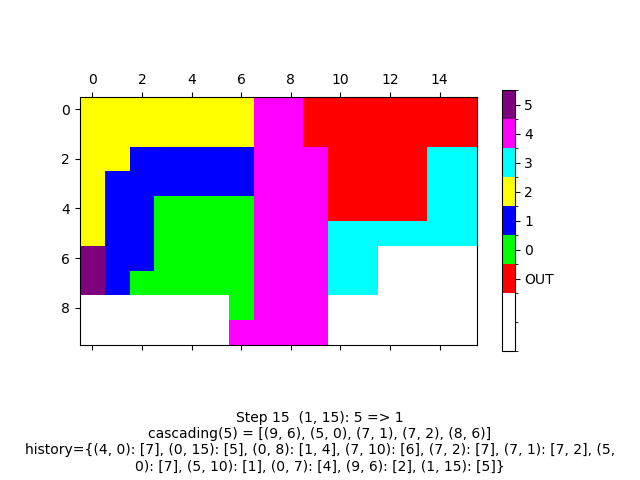 0 2 4 6 8 10 12 14
0
2
4
6
8
5
4
3
2
1
0
OUT
Step 15  (1, 15): 5 => 1
cascading(5) = [(9, 6), (5, 0), (7, 1), (7, 2), (8, 6)]
history={(4, 0): [7], (0, 15): [5], (0, 8): [1, 4], (7, 10): [6], (7, 2): [7], (7, 1): [7, 2], (5,
0): [7], (5, 10): [1], (0, 7): [4], (9, 6): [2], (1, 15): [5]}